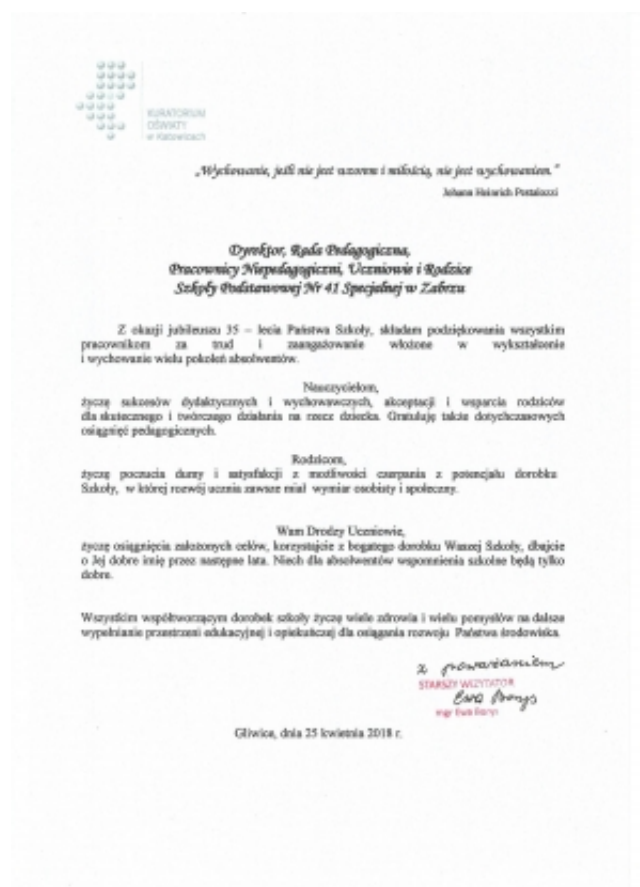 KURATORIUM
OŚWIATY
w Katowicach
„Wychowanie, jeśli nie jest wzorem i miłością, nie jest wychowaniem.”
Johann Heinrich Pestalozzi
Dyrektor, Rada Pedagogiczna,
Pracownicy Niepedagogiczni, Uczniowie i Rodzice
Szkoły Podstawowej Nr 41 Specjalnej w Zabrzu
Z okazji jubileuszu 35 – lecia Państwa Szkoły, składam podziękowania wszystkim
pracownikom za trud i zaangażowanie włożone w wykształcenie
i wychowanie wielu pokoleń absolwentów.
Nauczycielom,
życzę sukcesów dydaktycznych i wychowawczych, akceptacji i wsparcia rodziców
dla skutecznego i twórczego działania na rzecz dziecka. Gratuluję także dotychczasowych
osiągnięć pedagogicznych.
Rodzicom,
życzę poczucia dumy i satysfakcji z możliwości czerpania z potencjału dorobku
Szkoły, w której rozwój ucznia zawsze miał wymiar osobisty i społeczny.
Wam Drodzy Uczniowie,
życzę osiągnięcia założonych celów, korzystajcie z bogatego dorobku Waszej Szkoły, dbajcie
o Jej dobre imię przez następne lata. Niech dla absolwentów wspomnienia szkolne będą tylko
dobre.
Wszystkim współtworzącym dorobek szkoły życzę wiele zdrowia i wielu pomysłów na dalsze
wypełnianie przestrzeni edukacyjnej i opiekuńczej dla osiągania rozwoju Państwa środowiska.
z poważaniem
STARSZY WIZYTATOR
Ewa
mgr Ewa
Gliwice, dnia 25 kwietnia 2018 r.